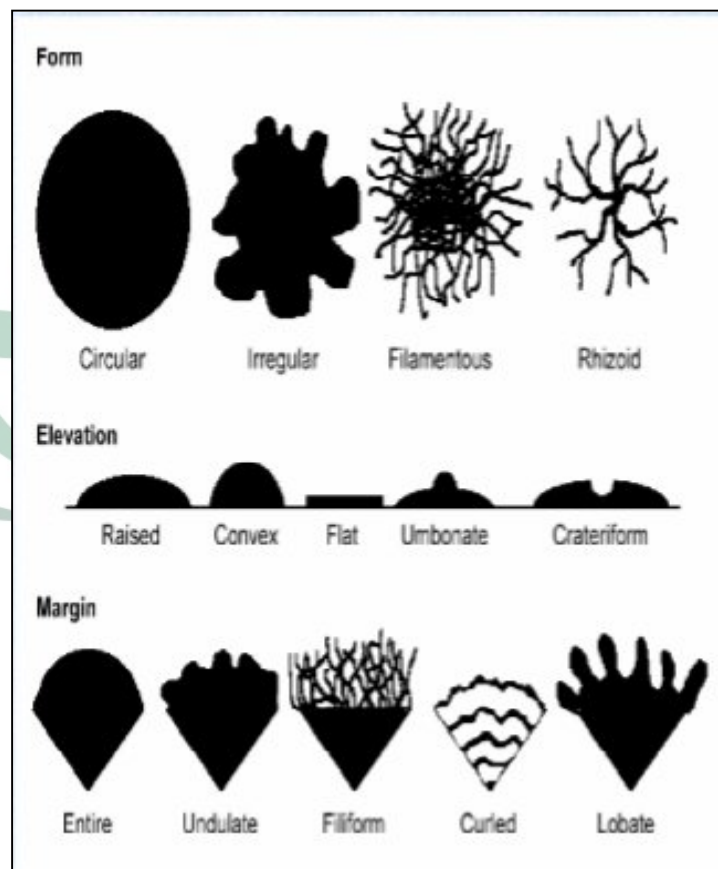 Form
Circular Irregular Filamentous Rhizoid
Elevation
Raised Convex Flat Umbonate Crateriform
Margin
Entire Undulate Filiform Curled Lobate